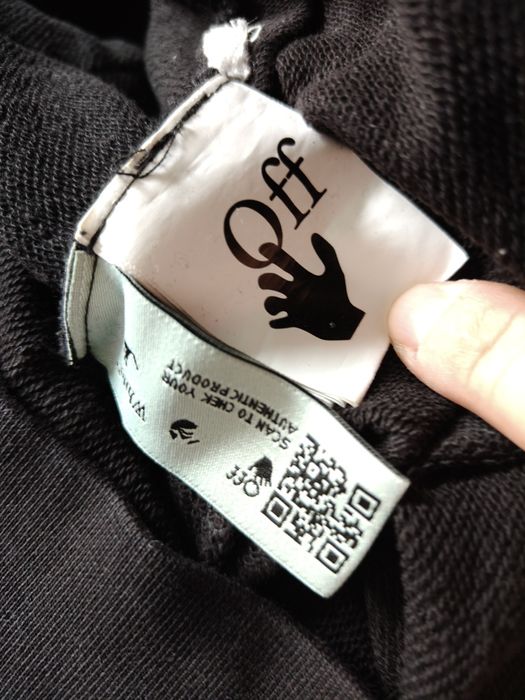 Off
SCAN TO CHEK YOUR
AUTHENTIC PRODUCT
Off